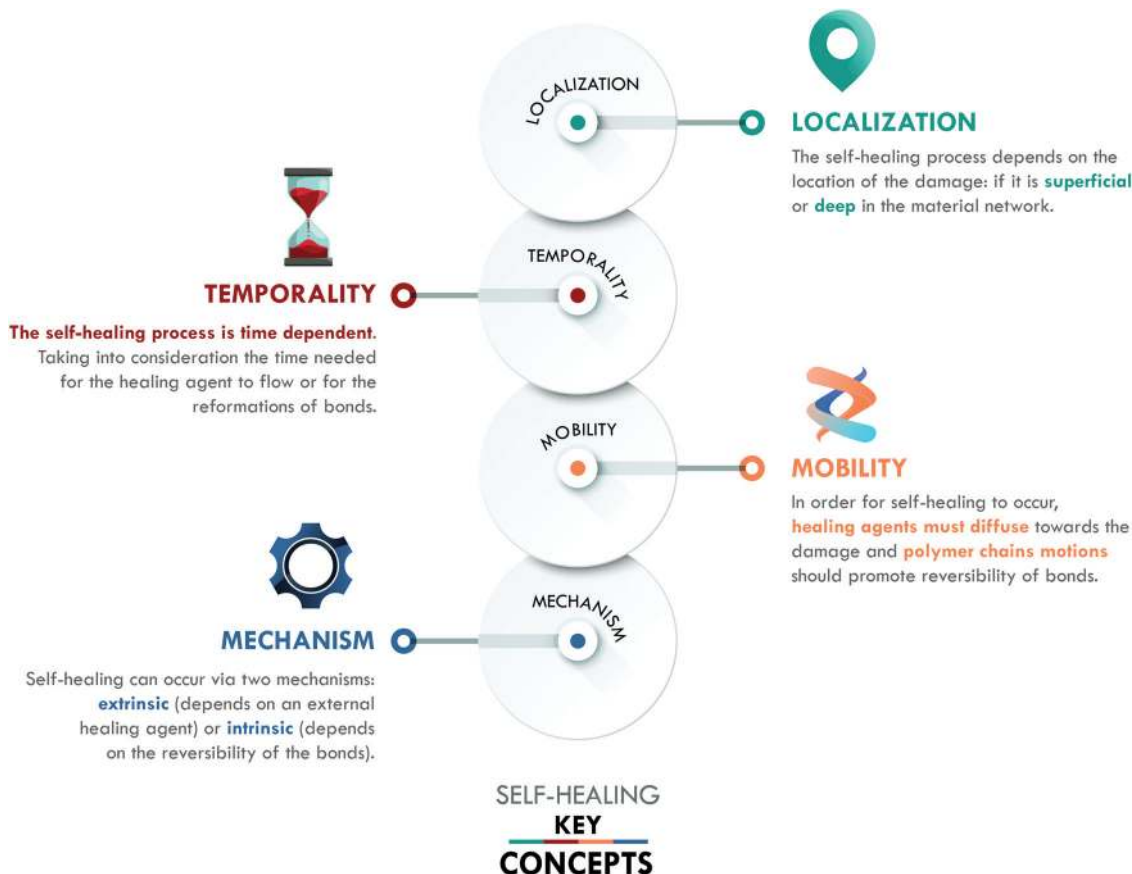 LOCALIZATION
LOCALIZATION
The self-healing process depends on the
location of the damage: if it is superficial
or deep in the material network.
TEMPORALITY
TEMPORALITY
The self-healing process is time dependent.
Taking into consideration the time needed
for the healing agent to flow or for the
reformations of bonds.
MOBILITY
MOBILITY
In order for self-healing to occur,
healing agents must diffuse towards the
damage and polymer chains motions
should promote reversibility of bonds.
MECHANISM
MECHANISM
Self-healing can occur via two mechanisms:
extrinsic (depends on an external
healing agent) or intrinsic (depends
on the reversibility of the bonds).
SELF-HEALING
KEY
CONCEPTS